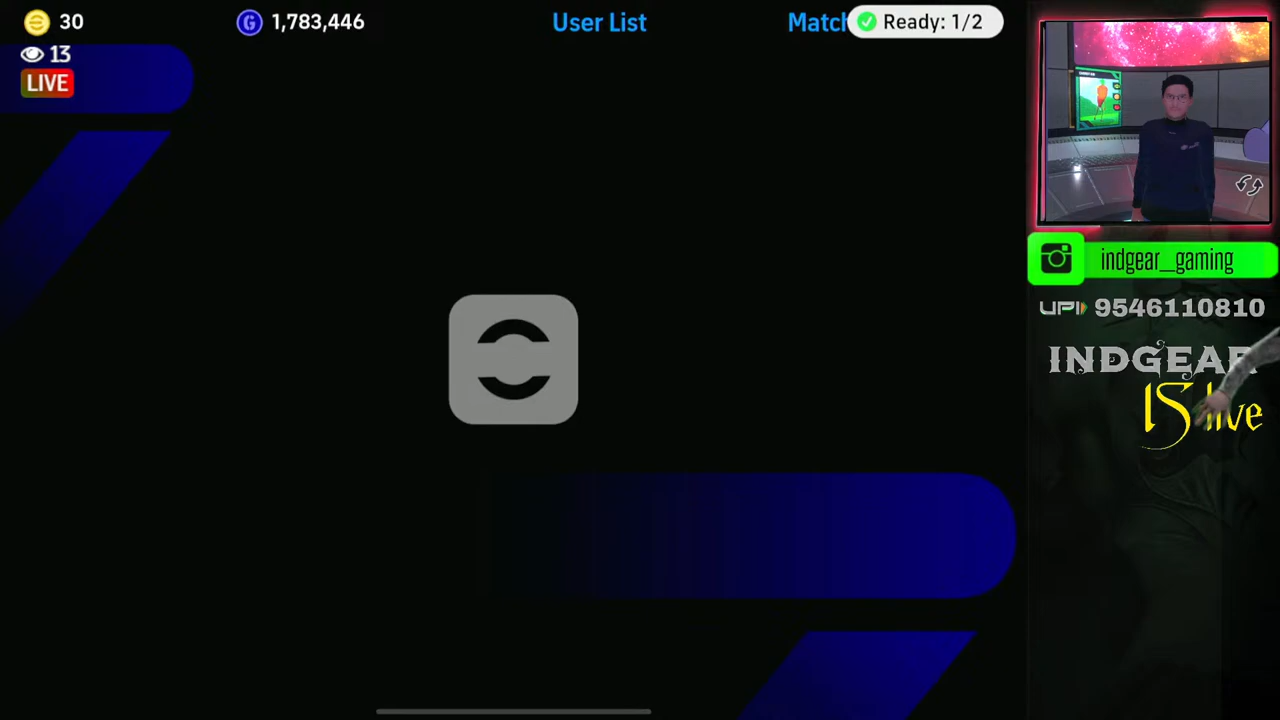 30
1,783,446
User List
Match
Ready: 1/2
13
LIVE
indgear_gaming
UPI 9546110810
INDGEAR
IS live